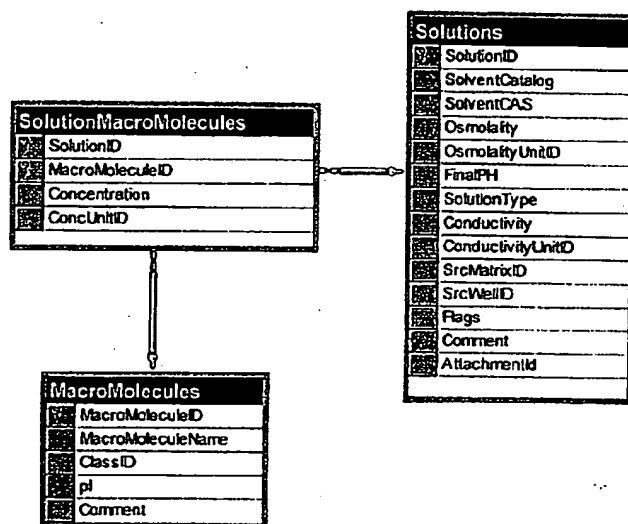 Solutions
SolutionID
SolventCatalog
SolventCAS
Osmolality
OsmolalityUnitID
FinalPH
SolutionType
Conductivity
ConductivityUnitID
SrcMatrixID
SrcWellID
Flags
Comment
AttachmentId
SolutionMacroMolecules
SolutionID
MacroMoleculeID
Concentration
ConcUnitID
MacroMolecules
MacroMoleculeID
MacroMoleculeName
ClassID
pI
Comment